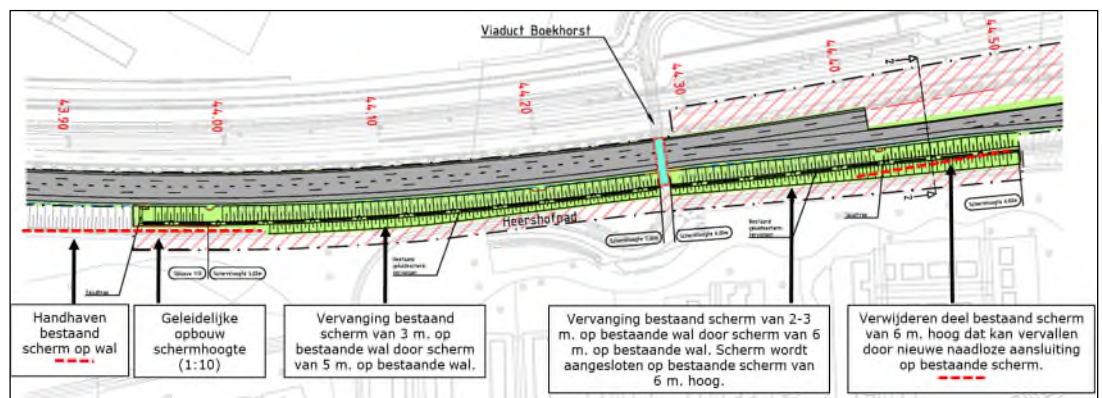 Viaduct Boekhorst
43.90
44.00
44.10
44.20
44.30
44.40
44.50
2
2
Heershofpad
Bestaand
Bestaand
Handhaven
bestaand
scherm op wal
Geleidelijke
opbouw
schermhoogte
(1:10)
Vervanging bestaand
scherm van 3 m. op
bestaande wal door scherm
van 5 m. op bestaande wal.
Vervanging bestaand scherm van 2-3
m. op bestaande wal door scherm van 6
m. op bestaande wal. Scherm wordt
aangesloten op bestaande scherm van
6 m. hoog.
Verwijderen deel bestaand scherm
van 6 m. hoog dat kan vervallen
door nieuwe naadloze aansluiting
op bestaande scherm.